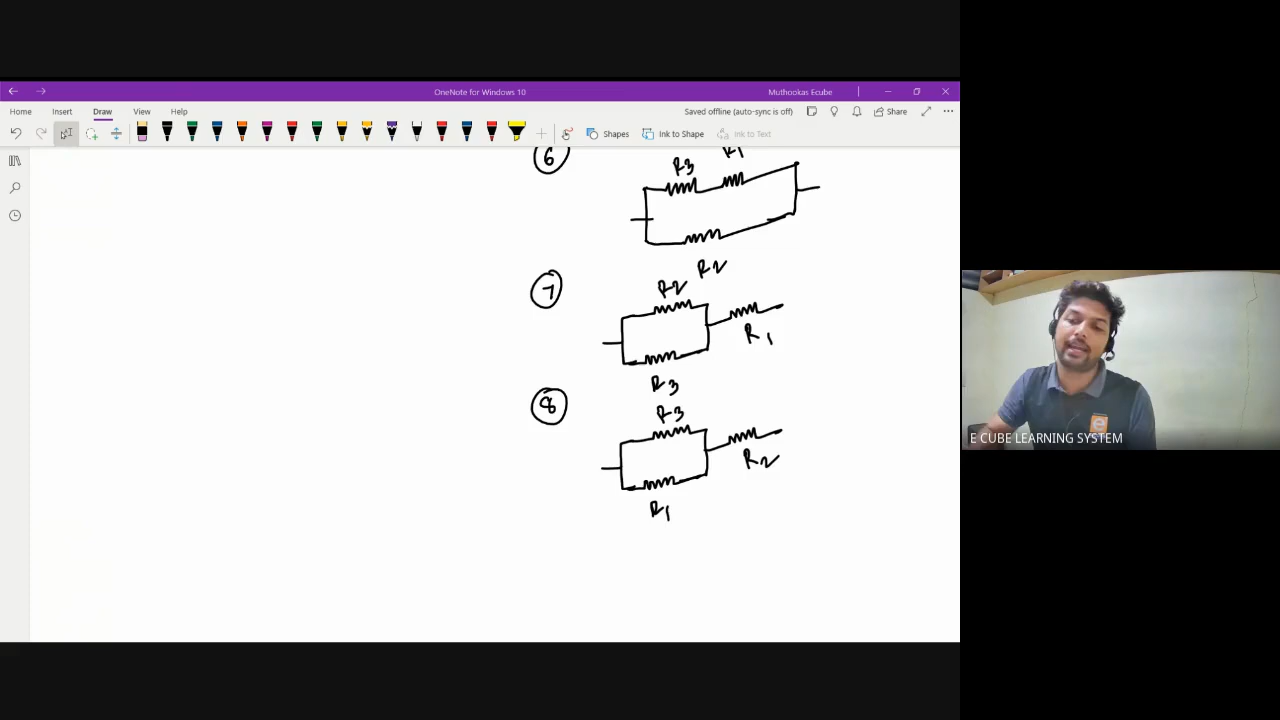 OneNote for Windows 10
Muthookas Ecube
Home Insert Draw View Help
Saved offline (auto-sync is off)
Share
Shapes
Ink to Shape
Ink to Text
6
R3 R1
R2
7
R2
R1
R3
8
R3
R2
R1
E CUBE LEARNING SYSTEM